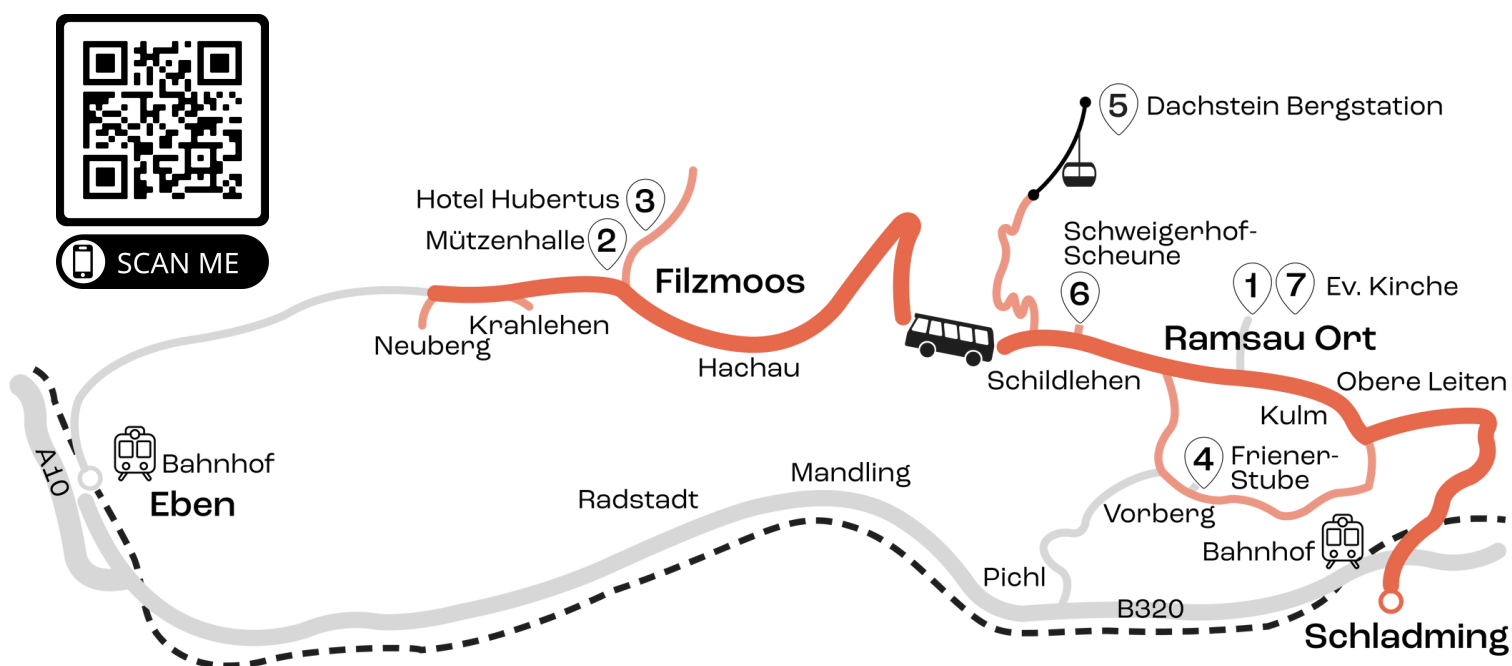 SCAN ME
5 Dachstein Bergstation
Hotel Hubertus 3
Mützenhalle 2
Schweigerhof-
Scheune
6
1 7 Ev. Kirche
Filzmoos
Krahlehen
Neuberg
Hachau
Ramsau Ort
Schildlehen
Obere Leiten
Kulm
A10
Bahnhof
Eben
4 Friener-
Stube
Mandling
Radstadt
Vorberg
Bahnhof
Pichl
B320
Schladming